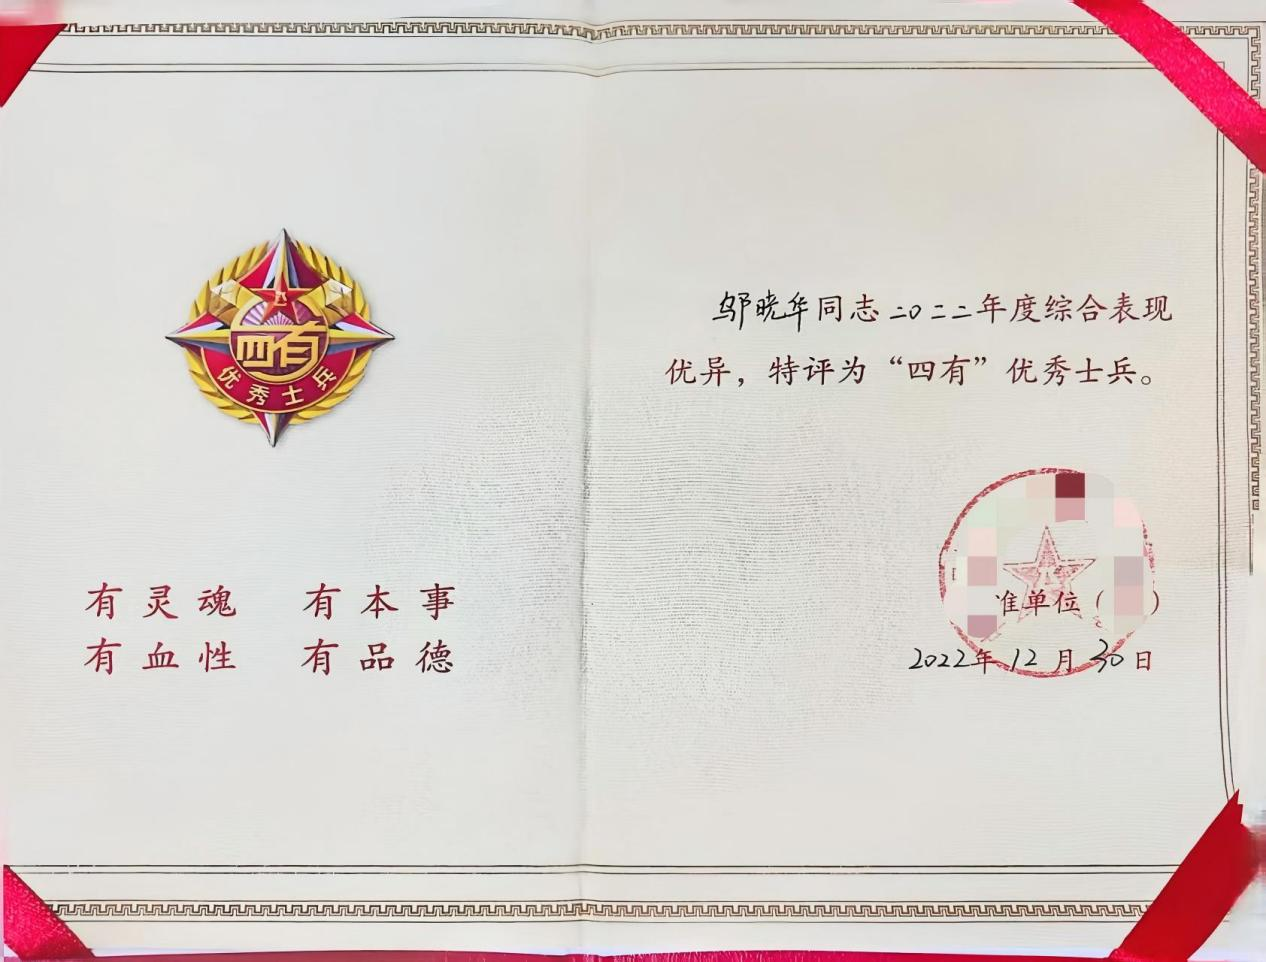 四有
优秀士兵
有灵魂 有本事
有血性 有品德
邬晓华同志二〇二二年度综合表现
优异，特评为“四有”优秀士兵。
准单位( )
2022年12月30日